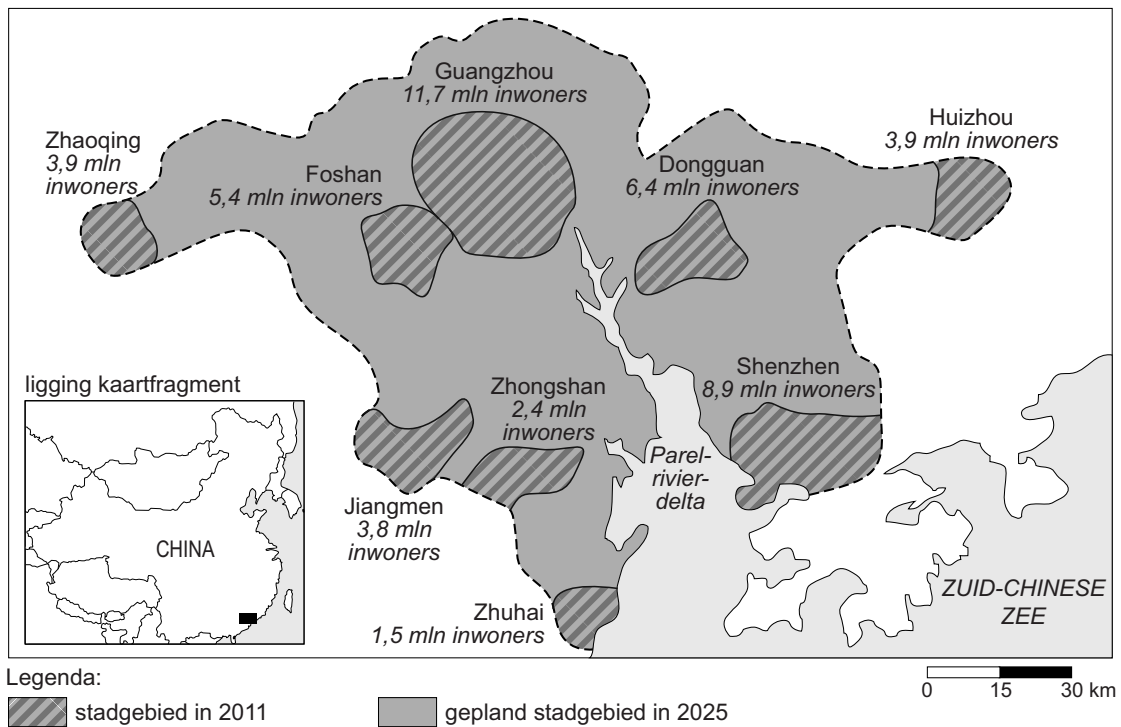 Guangzhou
11,7 mln inwoners
Zhaoqing
3,9 mln
inwoners
Foshan
5,4 mln inwoners
Dongguan
6,4 mln inwoners
Huizhou
3,9 mln inwoners
Shenzhen
8,9 mln inwoners
Zhongshan
2,4 mln
inwoners
Parel-
rivier-
delta
Jiangmen
3,8 mln
inwoners
Zhuhai
1,5 mln inwoners
ZUID-CHINESE
ZEE
ligging kaartfragment
CHINA
Legenda:
stadgebied in 2011
gepland stadgebied in 2025
0 15 30 km